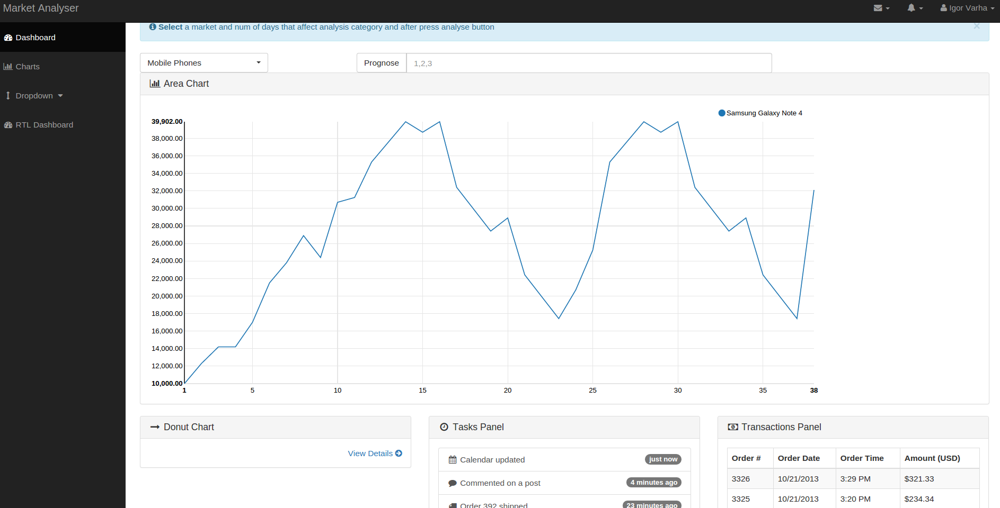 Market Analyser
Igor Varha
Dashboard
Charts
Dropdown
RTL Dashboard
Select a market and num of days that affect analysis category and after press analyse button
×
Mobile Phones
Prognose
1,2,3
Area Chart
Samsung Galaxy Note 4
39,902.00
38,000.00
36,000.00
34,000.00
32,000.00
30,000.00
28,000.00
26,000.00
24,000.00
22,000.00
20,000.00
18,000.00
16,000.00
14,000.00
12,000.00
10,000.00
1 5 10 15 20 25 30 35 38
Donut Chart
View Details
Tasks Panel
Calendar updated just now
Commented on a post 4 minutes ago
Order 392 shipped 23 minutes ago
Transactions Panel
Order # Order Date Order Time Amount (USD)
3326 10/21/2013 3:29 PM $321.33
3325 10/21/2013 3:20 PM $234.34